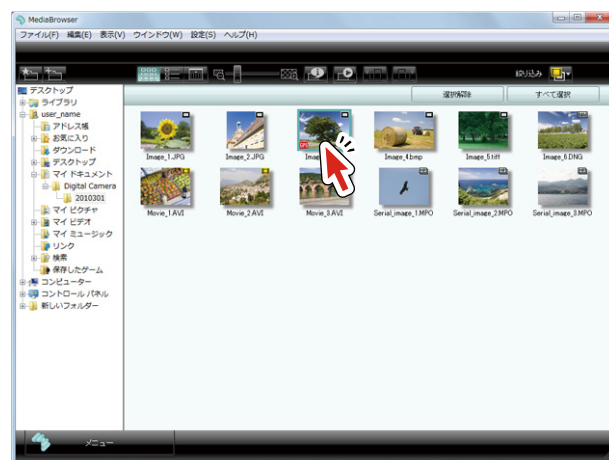 MediaBrowser
ファイル(F) 編集(E) 表示(V) ウインドウ(W) 設定(S) ヘルプ(H)
絞り込み
選択解除 すべて選択
デスクトップ
ライブラリ
user_name
アドレス帳
お気に入り
ダウンロード
デスクトップ
マイ ドキュメント
Digital Camera
2010301
マイ ピクチャ
マイ ビデオ
マイ ミュージック
リンク
検索
保存したゲーム
コンピューター
コントロール パネル
新しいフォルダー
GPS
Image_1.JPG Image_2.JPG Image_4.bmp Image_5.tiff Image_6.DNG
Movie_1.AVI Movie_2.AVI Movie_3.AVI Serial_image_1.MPO Serial_image_2.MPO Serial_image_3.MPO
メニュー